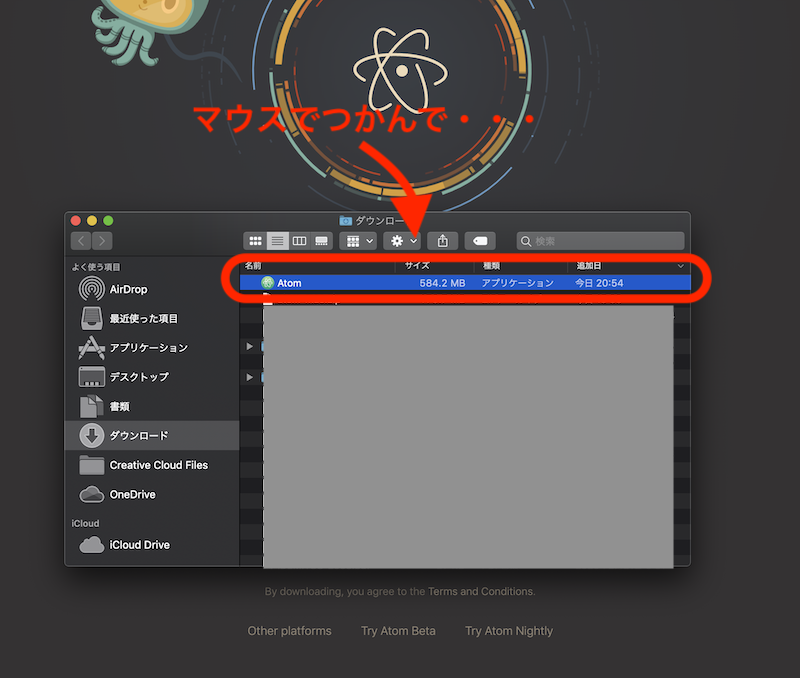 マウスでつかんで・・・
ダウンロー
検索
よく使う項目
AirDrop
最近使った項目
アプリケーション
デスクトップ
書類
ダウンロード
Creative Cloud Files
OneDrive
iCloud
iCloud Drive
名前 サイズ 種類 追加日
Atom 584.2 MB アプリケーション 今日 20:54
By downloading, you agree to the Terms and Conditions.
Other platforms Try Atom Beta Try Atom Nightly